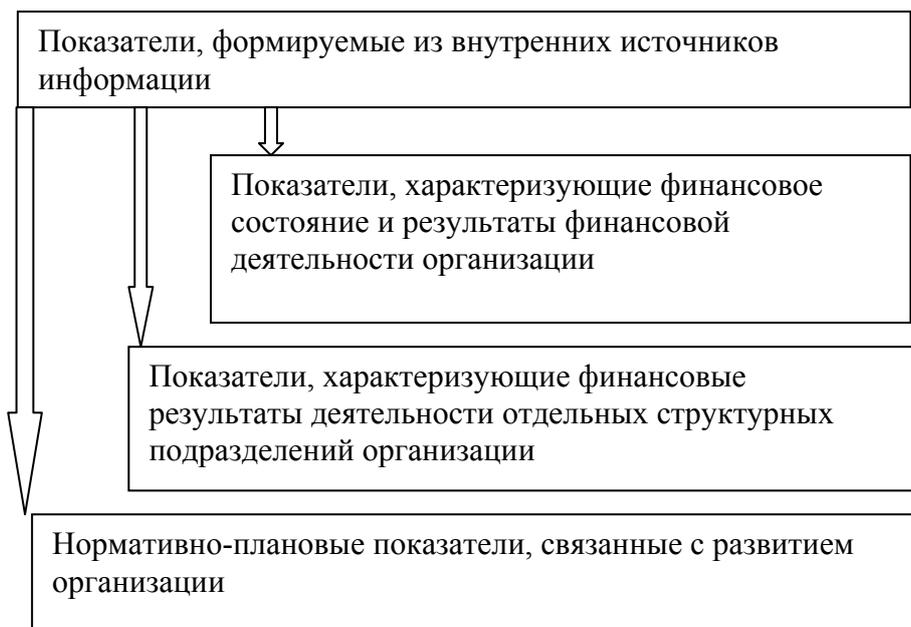 Показатели, формируемые из внутренних источников
информации
Показатели, характеризующие финансовое
состояние и результаты финансовой
деятельности организации
Показатели, характеризующие финансовые
результаты деятельности отдельных структурных
подразделений организации
Нормативно-плановые показатели, связанные с развитием
организации